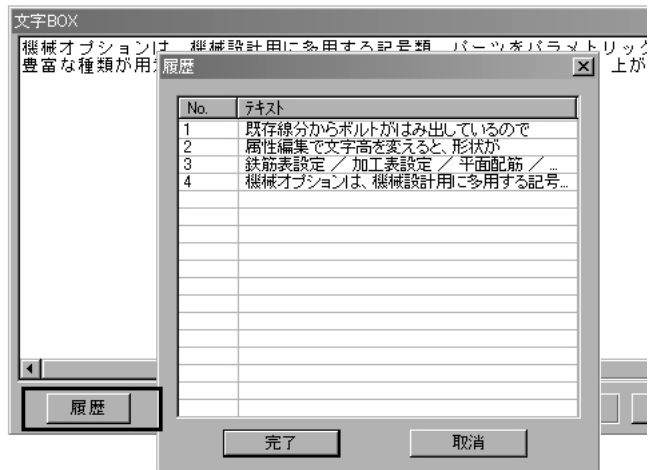 文字BOX
機械オプションは、機械設計用に多用する記号類、パーツをパラメトリック
豊富な種類が用
上が
履歴
No. テキスト
1 既存線分からボルトがはみ出しているので
2 属性編集で文字高を変えると、形状が
3 鉄筋表設定 ／ 加工表設定 ／ 平面配筋 ／ ...
4 機械オプションは、機械設計用に多用する記号...
履歴
完了 取消